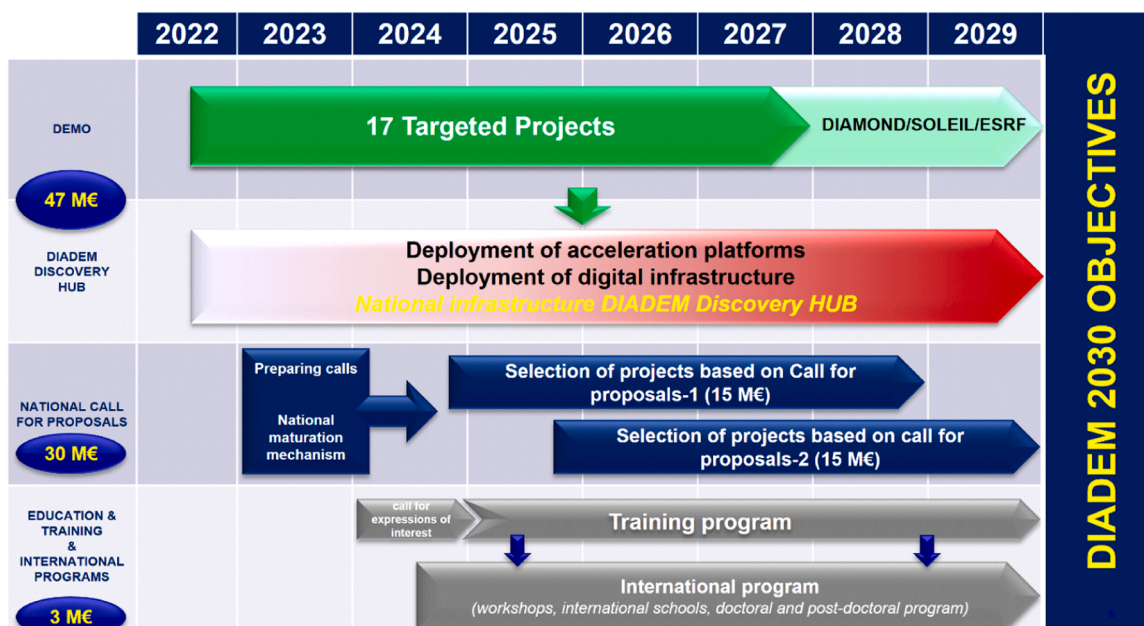 2022 2023 2024 2025 2026 2027 2028 2029
DEMO
17 Targeted Projects
DIAMOND/SOLEIL/ESRF
47 M€
DIADEM
DISCOVERY
HUB
Deployment of acceleration platforms
Deployment of digital infrastructure
National infrastructure DIADEM Discovery HUB
NATIONAL CALL
FOR PROPOSALS
30 M€
Preparing calls
National
maturation
mechanism
Selection of projects based on Call for
proposals-1 (15 M€)
Selection of projects based on call for
proposals-2 (15 M€)
EDUCATION &
TRAINING
&
INTERNATIONAL
PROGRAMS
3 M€
call for
expressions of
interest
Training program
International program
(workshops, international schools, doctoral and post-doctoral program)
DIADEM 2030 OBJECTIVES